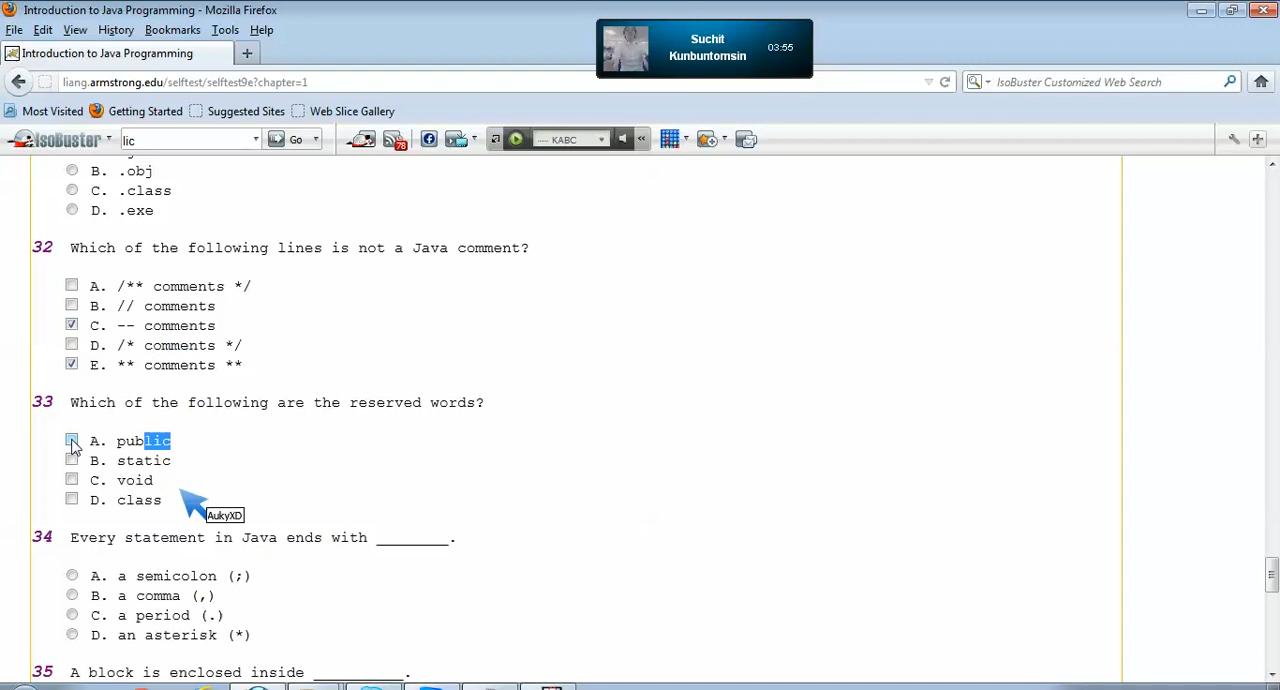 Introduction to Java Programming - Mozilla Firefox
File Edit View History Bookmarks Tools Help
Suchit
Kunbuntomsin
03:55
Introduction to Java Programming
liang.armstrong.edu/selftest/selftest9e?chapter=1
IsoBuster Customized Web Search
Most Visited Getting Started Suggested Sites Web Slice Gallery
IsoBuster lic Go 78 KABC
B. .obj
C. .class
D. .exe
32 Which of the following lines is not a Java comment?
A. /** comments */
B. // comments
C. -- comments
D. /* comments */
E. ** comments **
33 Which of the following are the reserved words?
A. public
B. static
C. void
D. class
AukyXD
34 Every statement in Java ends with ________.
A. a semicolon (;)
B. a comma (,)
C. a period (.)
D. an asterisk (*)
35 A block is enclosed inside __________.